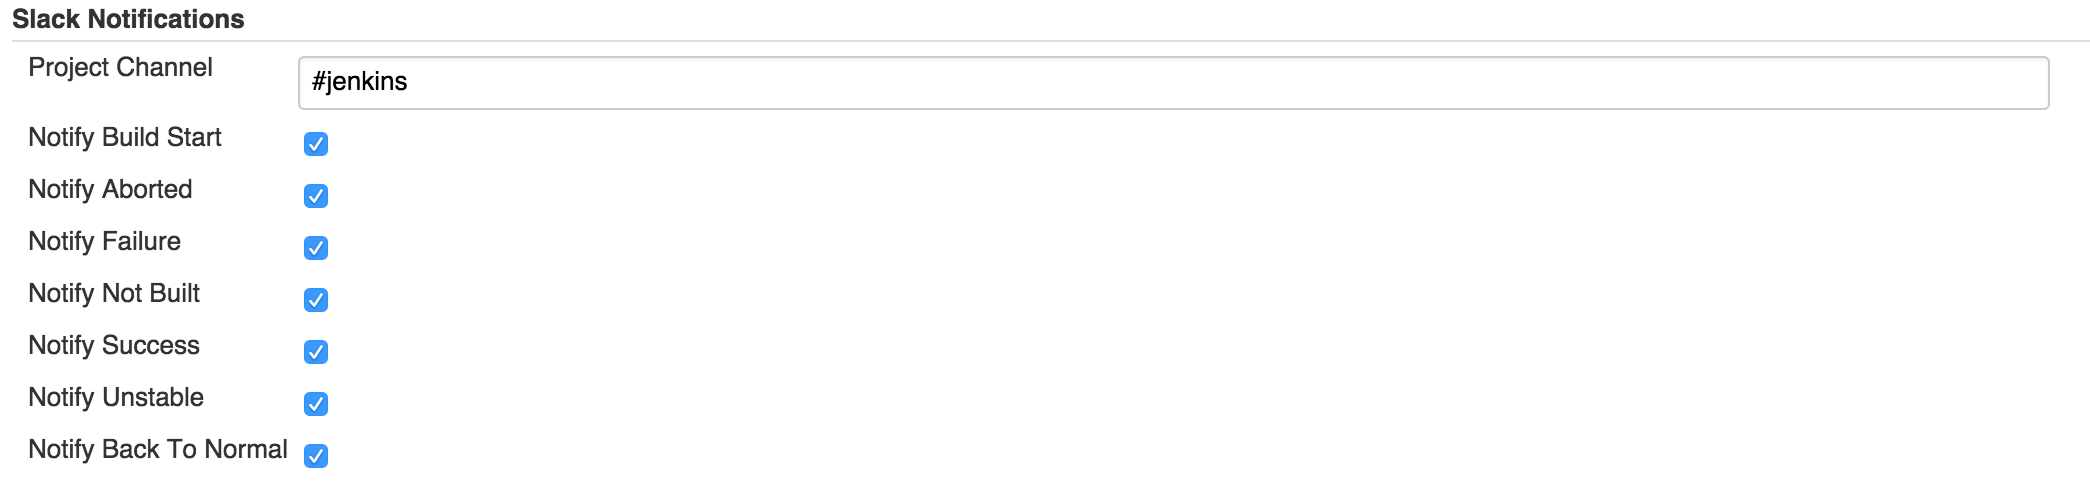 Slack Notifications
Project Channel
#jenkins
Notify Build Start
Notify Aborted
Notify Failure
Notify Not Built
Notify Success
Notify Unstable
Notify Back To Normal